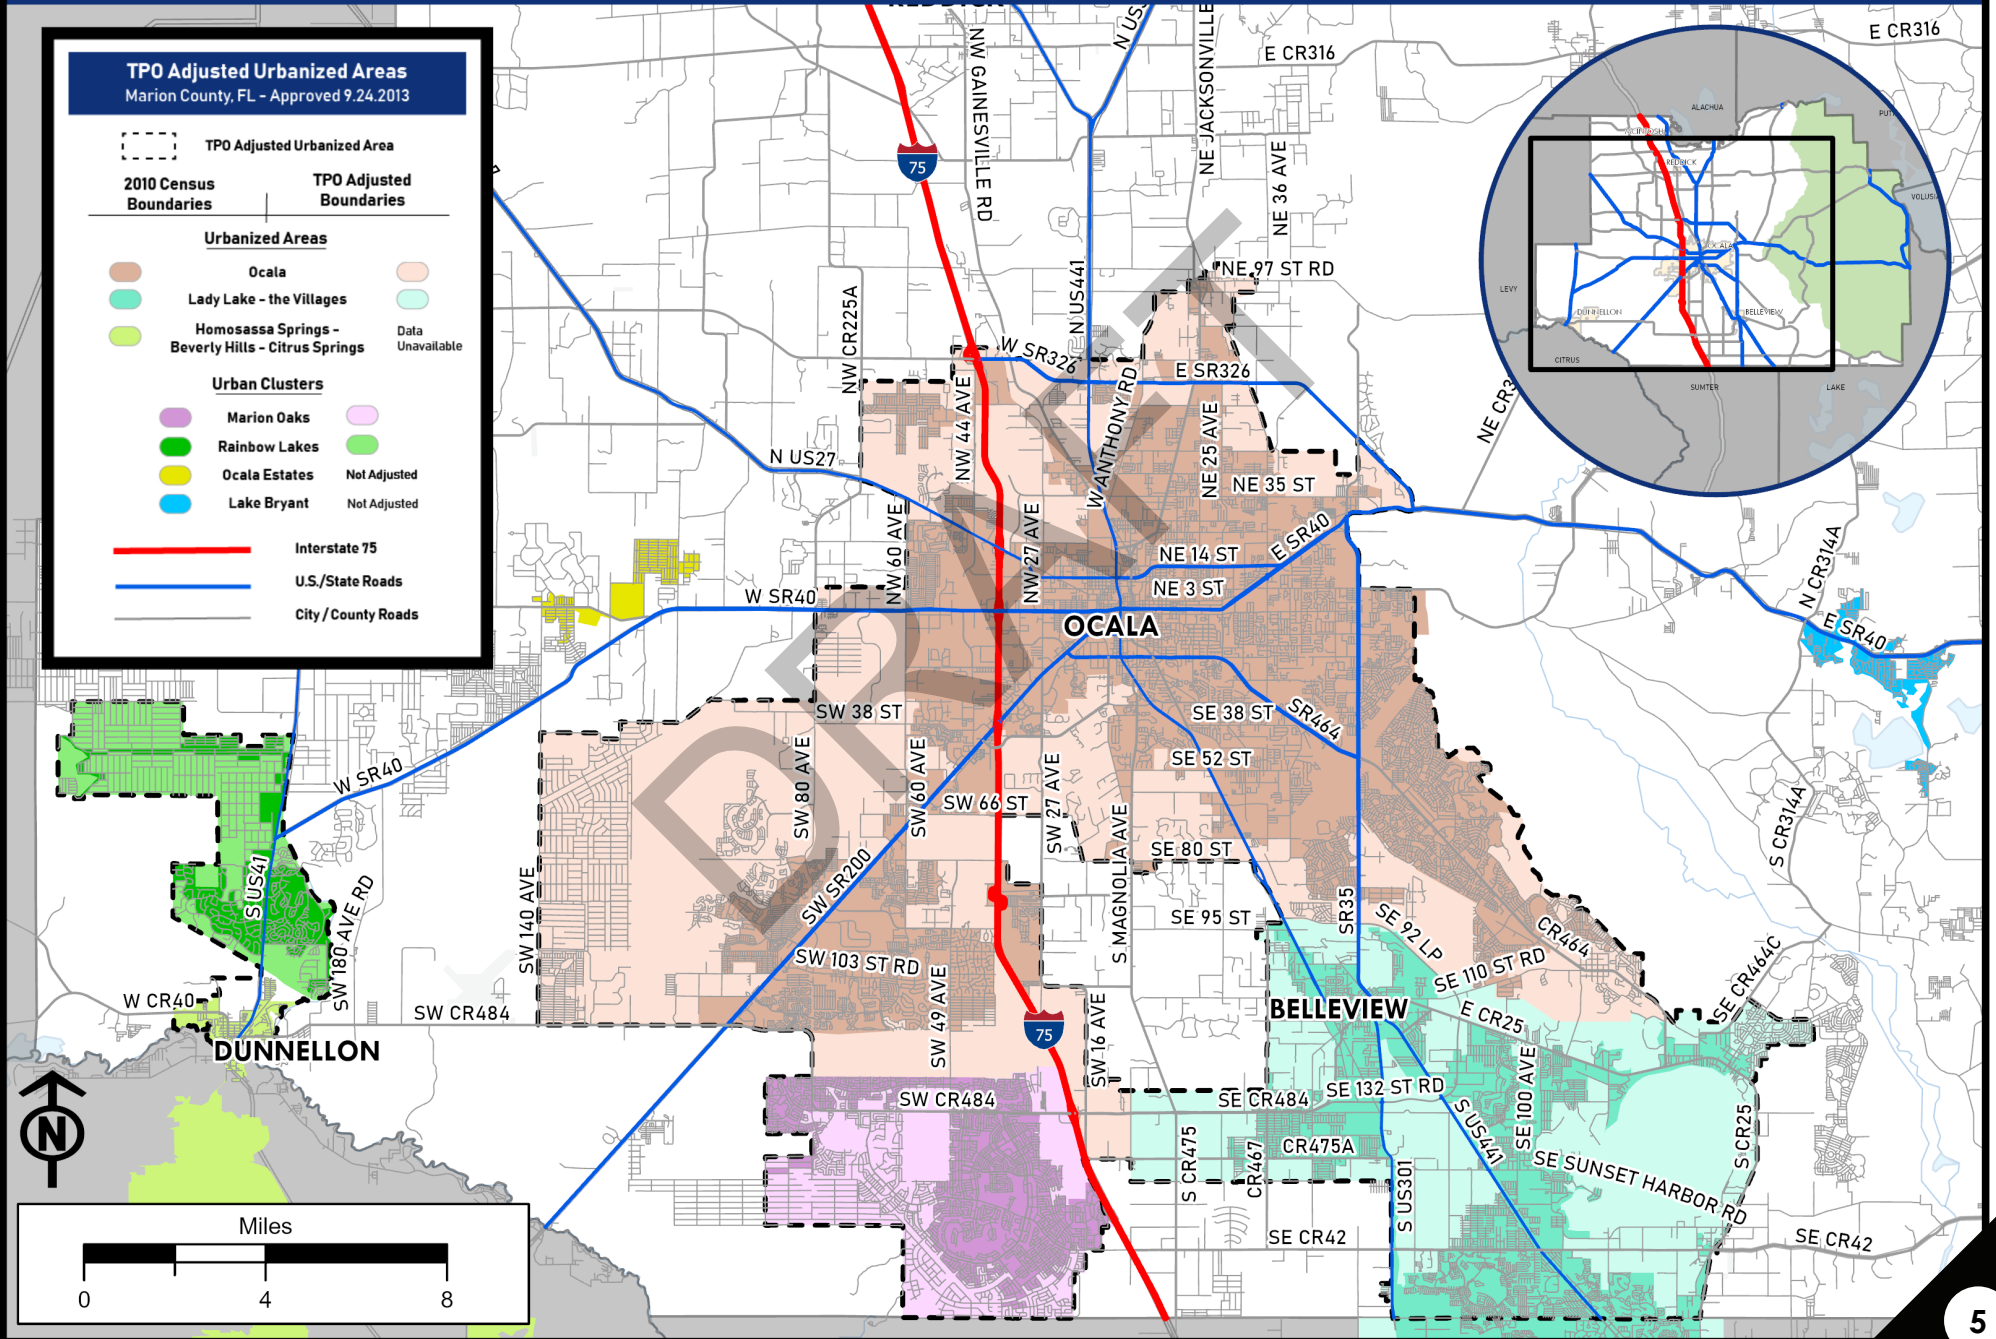 REDDICK
TPO Adjusted Urbanized Areas
Marion County, FL - Approved 9.24.2013
TPO Adjusted Urbanized Area
2010 Census
Boundaries
TPO Adjusted
Boundaries
Urbanized Areas
Ocala
Lady Lake - the Villages
Homosassa Springs -
Beverly Hills - Citrus Springs
Data
Unavailable
Urban Clusters
Marion Oaks
Rainbow Lakes
Ocala Estates
Not Adjusted
Lake Bryant
Not Adjusted
Interstate 75
U.S./State Roads
City / County Roads
NW GAINESVILLE RD
N US
NE JACKSONVILLE
E CR316
E CR316
75
NE 36 AVE
NE 97 ST RD
N US441
NW CR225A
W SR326
E SR326
NW 44 AVE
W ANTHONY RD
NE 25 AVE
NE 35 ST
N US27
NW 60 AVE
NW 27 AVE
NE 14 ST
E SR40
NE 3 ST
W SR40
OCALA
DRAFT
ALACHUA
MCINTOSH
REDDICK
OCALA
LEVY
DUNNELLON
BELLEVIEW
CITRUS
SUMTER
LAKE
VOLUSI
PUT
NE CR3
N CR314A
E SR40
S CR314A
SW 38 ST
SE 38 ST
SR464
SE 52 ST
SW 80 AVE
SW 60 AVE
SW 66 ST
SW 27 AVE
S MAGNOLIA AVE
SE 80 ST
W SR40
SW 140 AVE
SW SR200
SE 95 ST
SR35
SE 92 LP
CR464
SE 110 ST RD
SE CR464C
S US41
SW 180 AVE RD
W CR40
SW CR484
DUNNELLON
SW 103 ST RD
SW 49 AVE
75
SW 16 AVE
BELLEVIEW
E CR25
SE 100 AVE
SE 132 ST RD
SW CR484
SE CR484
CR475A
S CR475
CR467
S US441
S US301
SE SUNSET HARBOR RD
S CR25
SE CR42
SE CR42
N
Miles
0 4 8
5